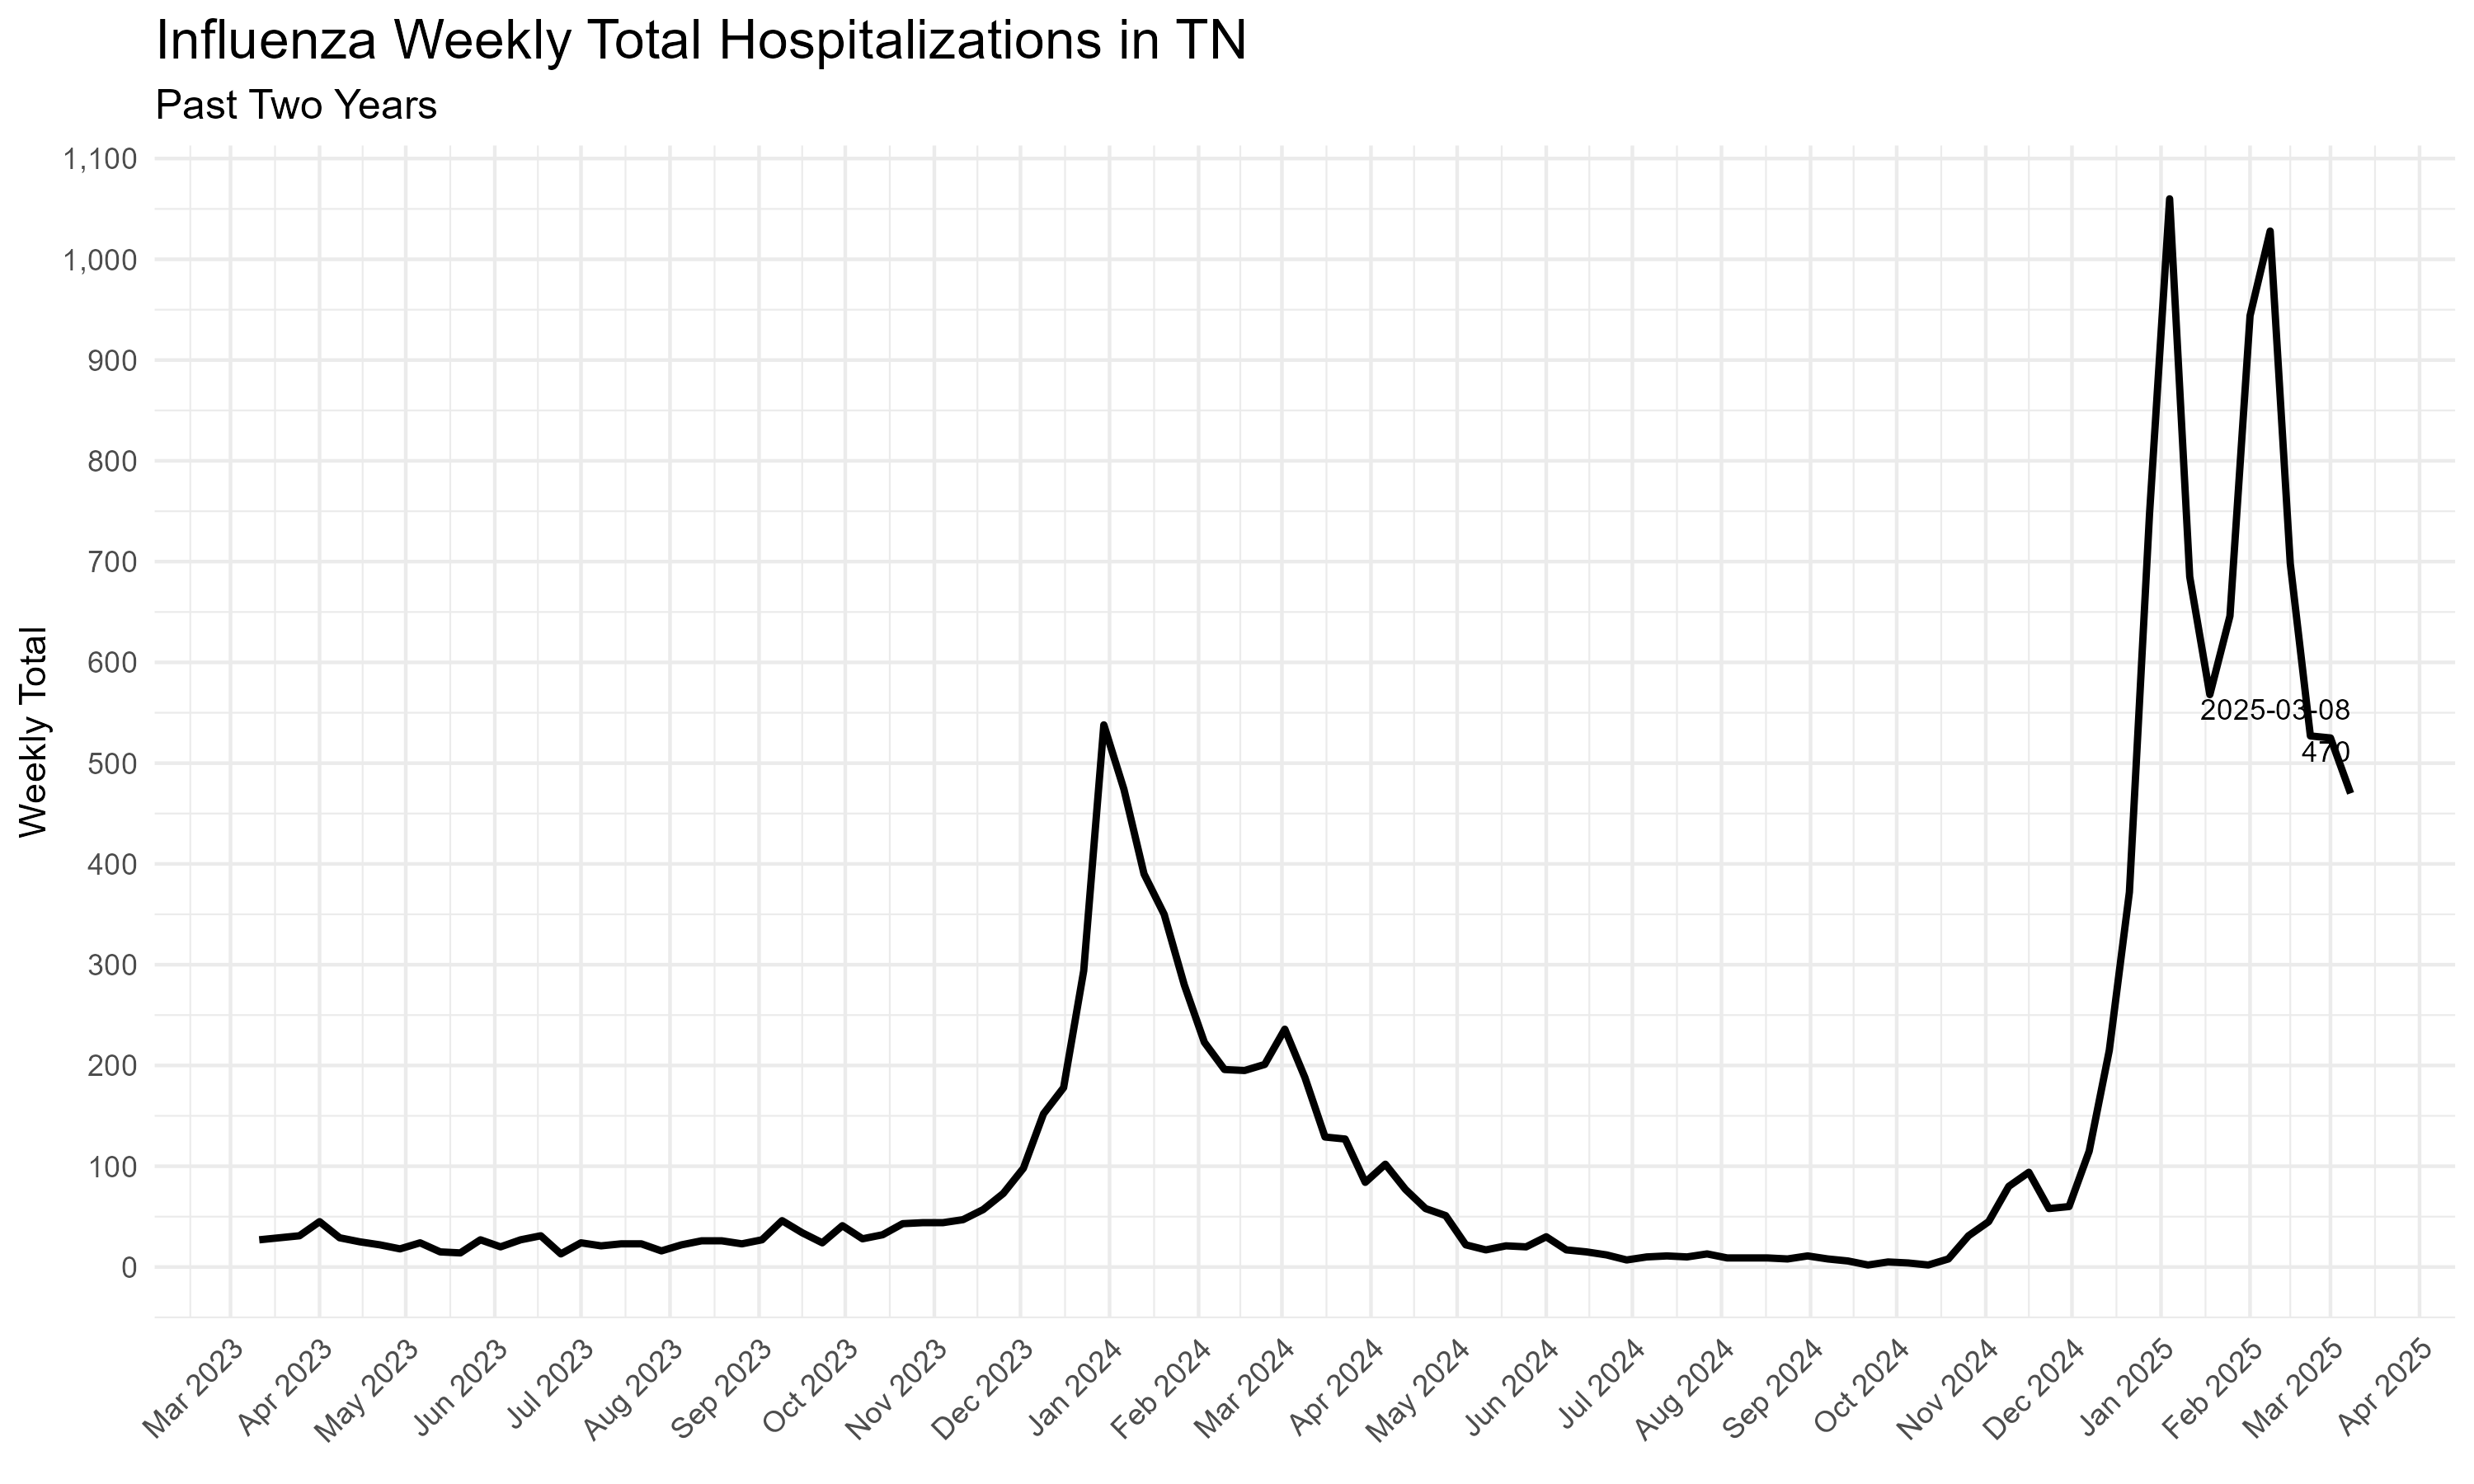 Influenza Weekly Total Hospitalizations in TN
Past Two Years
Weekly Total
1,100
1,000
900
800
700
600
500
400
300
200
100
0
2025-03-08
470
Mar 2023
Apr 2023
May 2023
Jun 2023
Jul 2023
Aug 2023
Sep 2023
Oct 2023
Nov 2023
Dec 2023
Jan 2024
Feb 2024
Mar 2024
Apr 2024
May 2024
Jun 2024
Jul 2024
Aug 2024
Sep 2024
Oct 2024
Nov 2024
Dec 2024
Jan 2025
Feb 2025
Mar 2025
Apr 2025